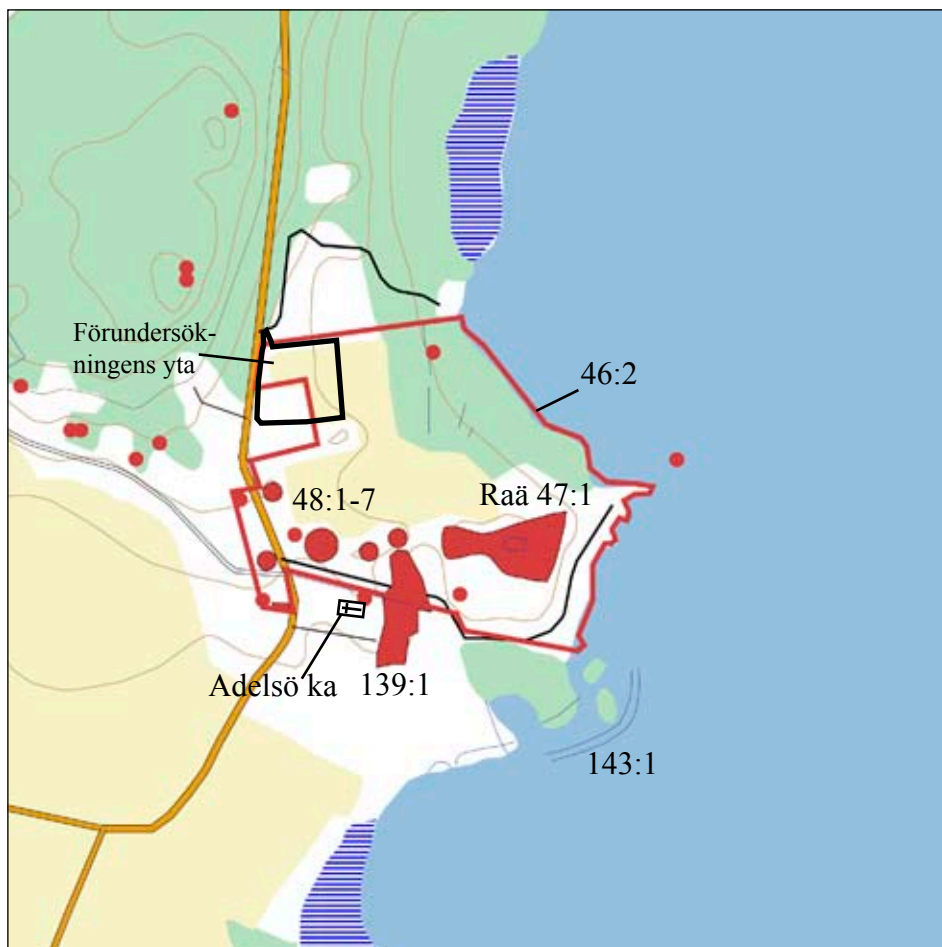 Förundersök-
ningens yta
46:2
48:1-7
Raä 47:1
Adelsö ka
139:1
143:1